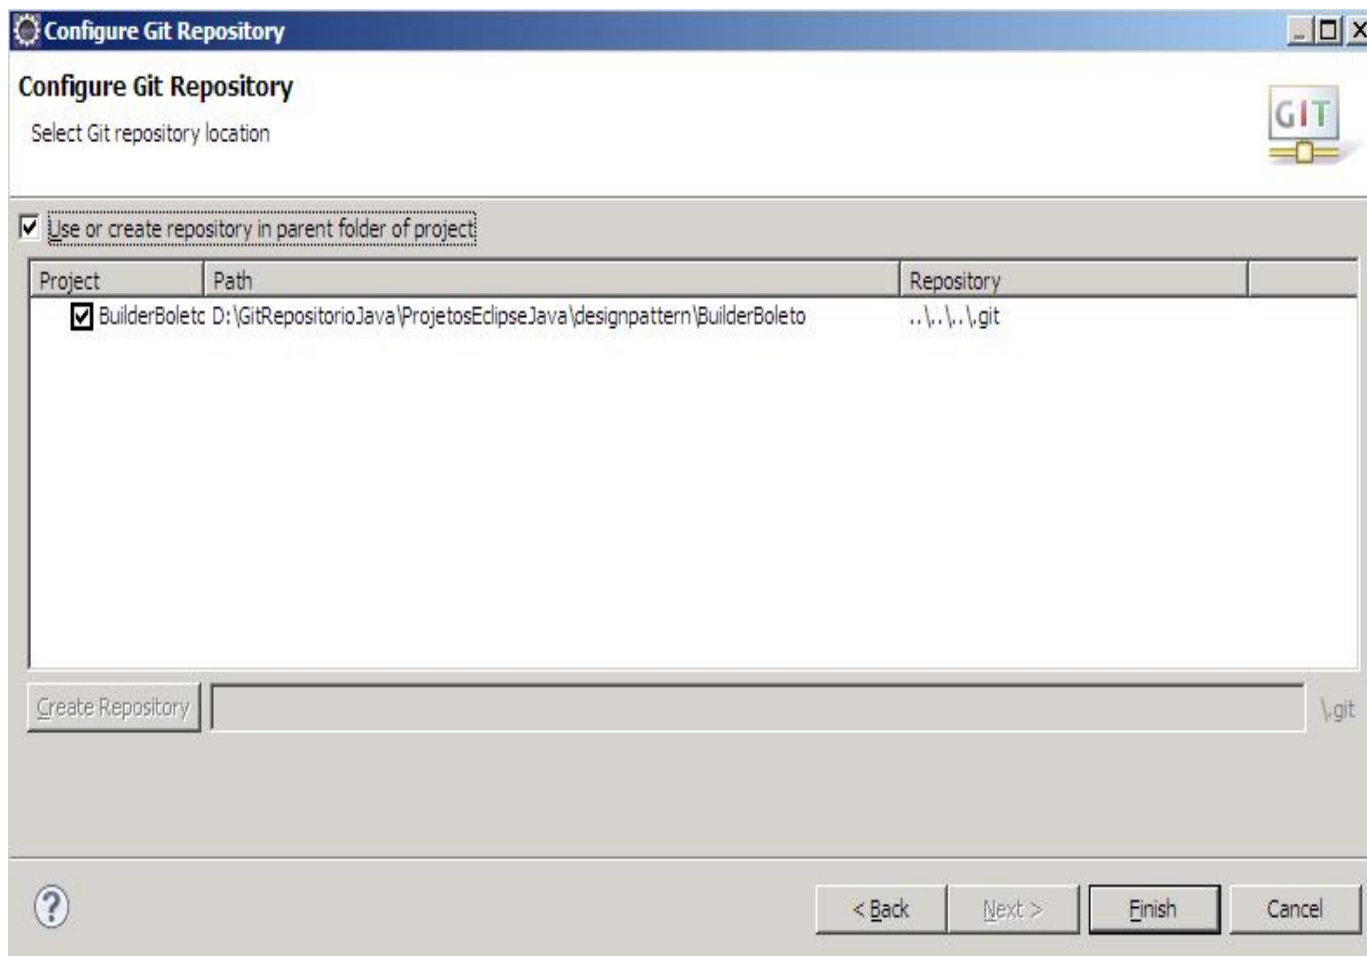 Configure Git Repository
Configure Git Repository
Select Git repository location
GIT
Use or create repository in parent folder of project
Project Path Repository
BuilderBoletc D:\GitRepositorioJava\ProjetosEclipseJava\designpattern\BuilderBoleto ..\..\..\.git
Create Repository \.git
? < Back Next > Finish Cancel